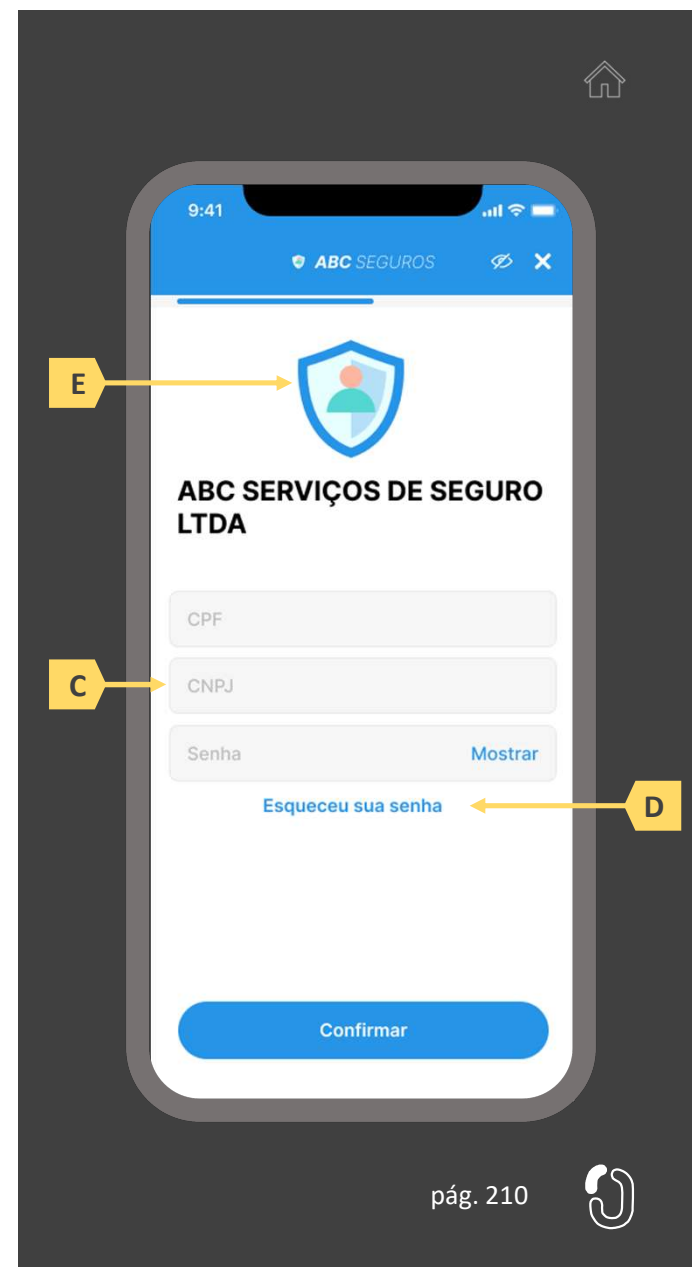 9:41
ABC SEGUROS
E
ABC SERVIÇOS DE SEGURO
LTDA
CPF
C
CNPJ
Senha Mostrar
Esqueceu sua senha
D
Confirmar
pág. 210